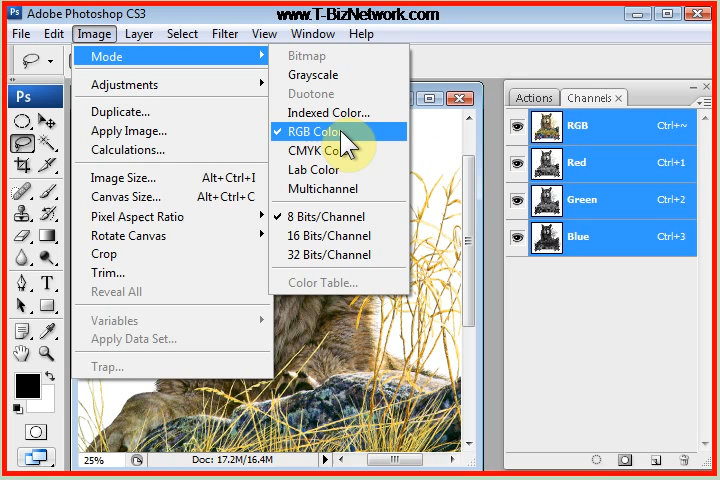 www.T-BizNetwork.com
Ps Adobe Photoshop CS3
File Edit Image Layer Select Filter View Window Help
Ps
Mode
Adjustments
Duplicate...
Apply Image...
Calculations...
Image Size... Alt+Ctrl+I
Canvas Size... Alt+Ctrl+C
Pixel Aspect Ratio
Rotate Canvas
Crop
Trim...
Reveal All
Variables
Apply Data Set...
Trap...
Bitmap
Grayscale
Duotone
Indexed Color...
RGB Color
CMYK Co
Lab Color
Multichannel
8 Bits/Channel
16 Bits/Channel
32 Bits/Channel
Color Table...
Actions Channels
RGB Ctrl+~
Red Ctrl+1
Green Ctrl+2
Blue Ctrl+3
25% Doc: 17.2M/16.4M